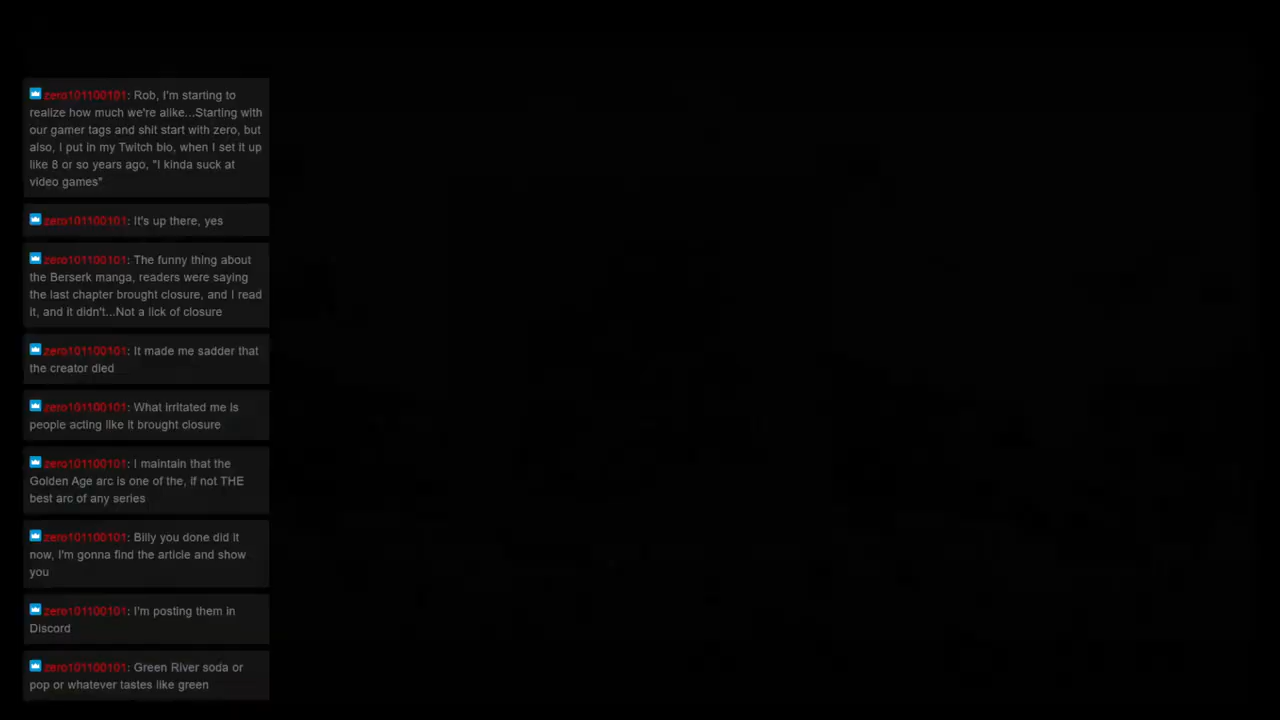 zero101100101: Rob, I'm starting to
realize how much we're alike...Starting with
our gamer tags and shit start with zero, but
also, I put in my Twitch bio, when I set it up
like 8 or so years ago, "I kinda suck at
video games"
zero101100101: It's up there, yes
zero101100101: The funny thing about
the Berserk manga, readers were saying
the last chapter brought closure, and I read
it, and it didn't...Not a lick of closure
zero101100101: It made me sadder that
the creator died
zero101100101: What irritated me is
people acting like it brought closure
zero101100101: I maintain that the
Golden Age arc is one of the, if not THE
best arc of any series
zero101100101: Billy you done did it
now, I'm gonna find the article and show
you
zero101100101: I'm posting them in
Discord
zero101100101: Green River soda or
pop or whatever tastes like green